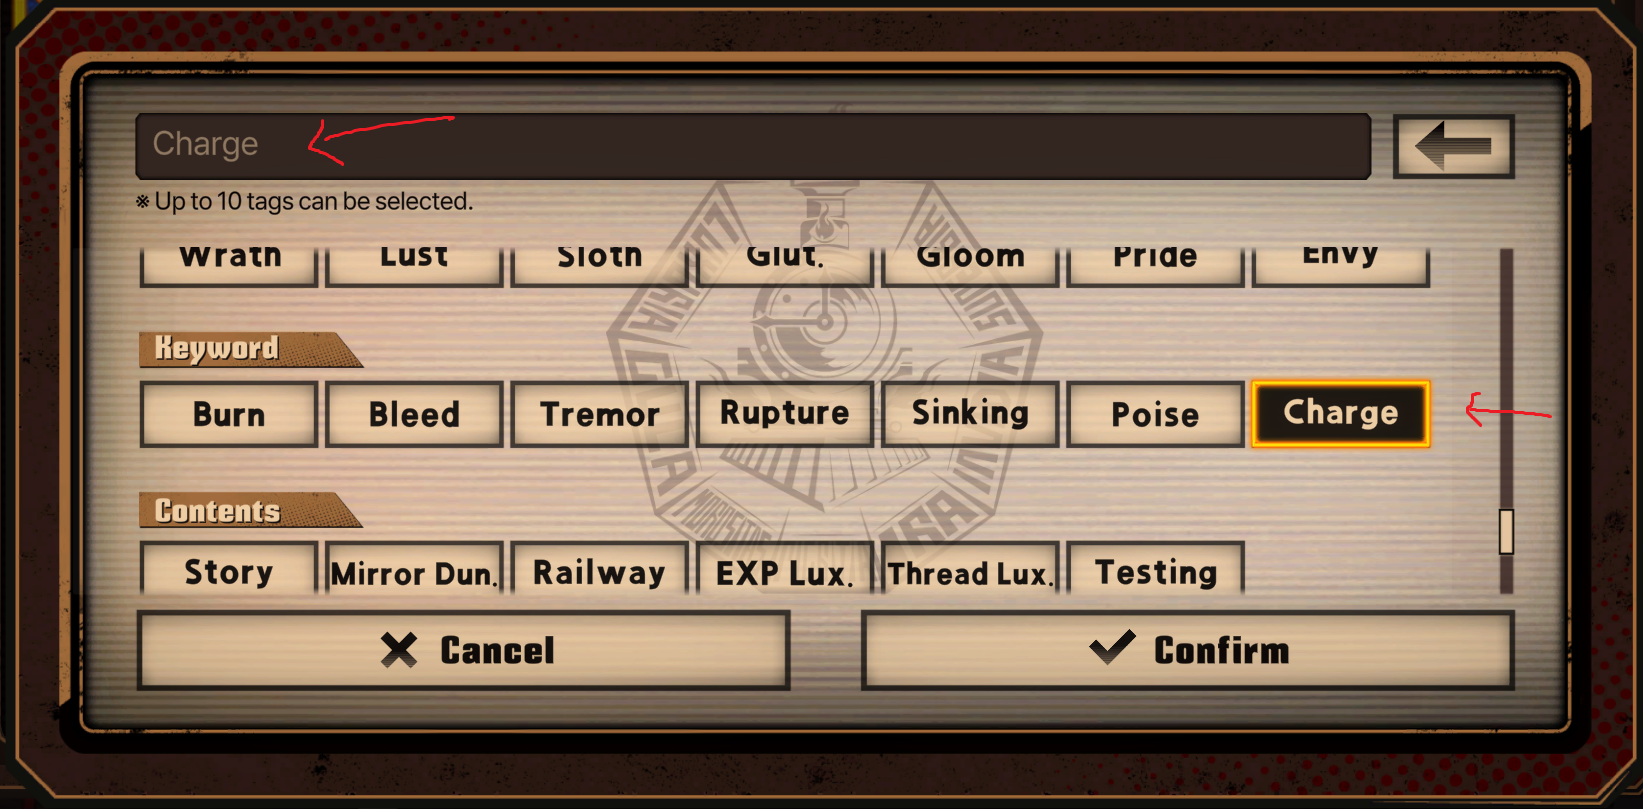 Charge
※ Up to 10 tags can be selected.
Wrath Lust Sloth Glut. Gloom Pride Envy
Keyword
Burn Bleed Tremor Rupture Sinking Poise Charge
Contents
Story Mirror Dun. Railway EXP Lux. Thread Lux. Testing
Cancel Confirm